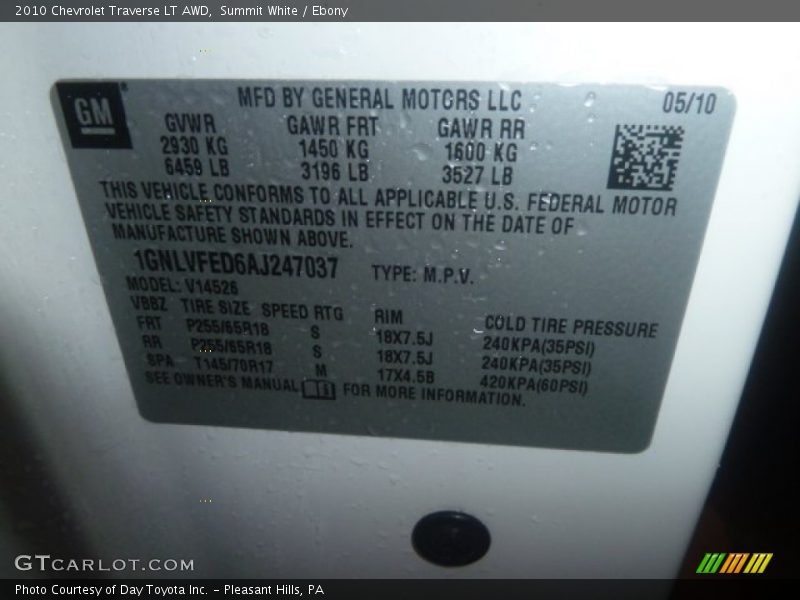 2010 Chevrolet Traverse LT AWD,  Summit White / Ebony
GM
MFD BY GENERAL MOTORS LLC
05/10
GVWR GAWR FRT GAWR RR
2930 KG 1450 KG 1600 KG
6459 LB 3196 LB 3527 LB
THIS VEHICLE CONFORMS TO ALL APPLICABLE U.S. FEDERAL MOTOR
VEHICLE SAFETY STANDARDS IN EFFECT ON THE DATE OF
MANUFACTURE SHOWN ABOVE.
1GNLVFED6AJ247037 TYPE: M.P.V.
MODEL: V14526
VBBZ TIRE SIZE SPEED RTG RIM COLD TIRE PRESSURE
FRT P255/65R18 S 18X7.5J 240KPA(35PSI)
RR P255/65R18 S 18X7.5J 240KPA(35PSI)
SPA T145/70R17 M 17X4.5B 420KPA(60PSI)
SEE OWNER'S MANUAL FOR MORE INFORMATION.
GTCARLOT.COM
Photo Courtesy of Day Toyota Inc. – Pleasant Hills, PA